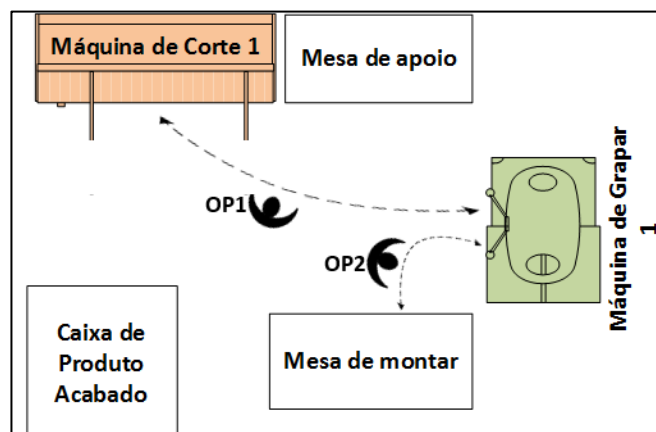 Máquina de Corte 1
Mesa de apoio
OP1
OP2
Máquina de Grapar
1
Caixa de
Produto
Acabado
Mesa de montar